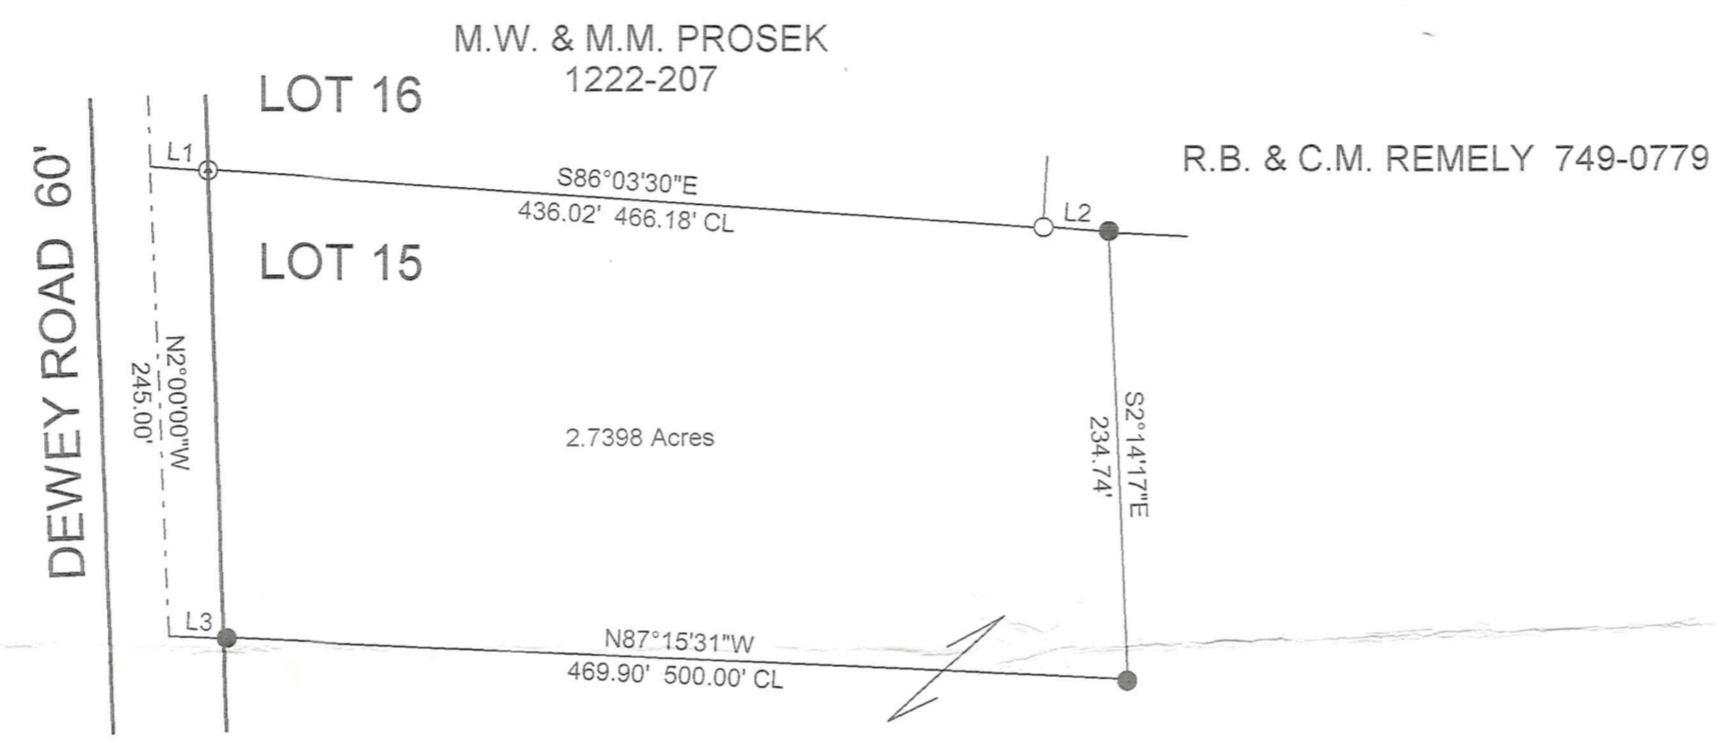 M.W. & M.M. PROSEK
1222-207
LOT 16
R.B. & C.M. REMELY 749-0779
L1
S86°03'30"E
436.02' 466.18' CL
L2
LOT 15
DEWEY ROAD 60'
N2°00'00"W
245.00'
2.7398 Acres
S2°14'17"E
234.74'
L3
N87°15'31"W
469.90' 500.00' CL